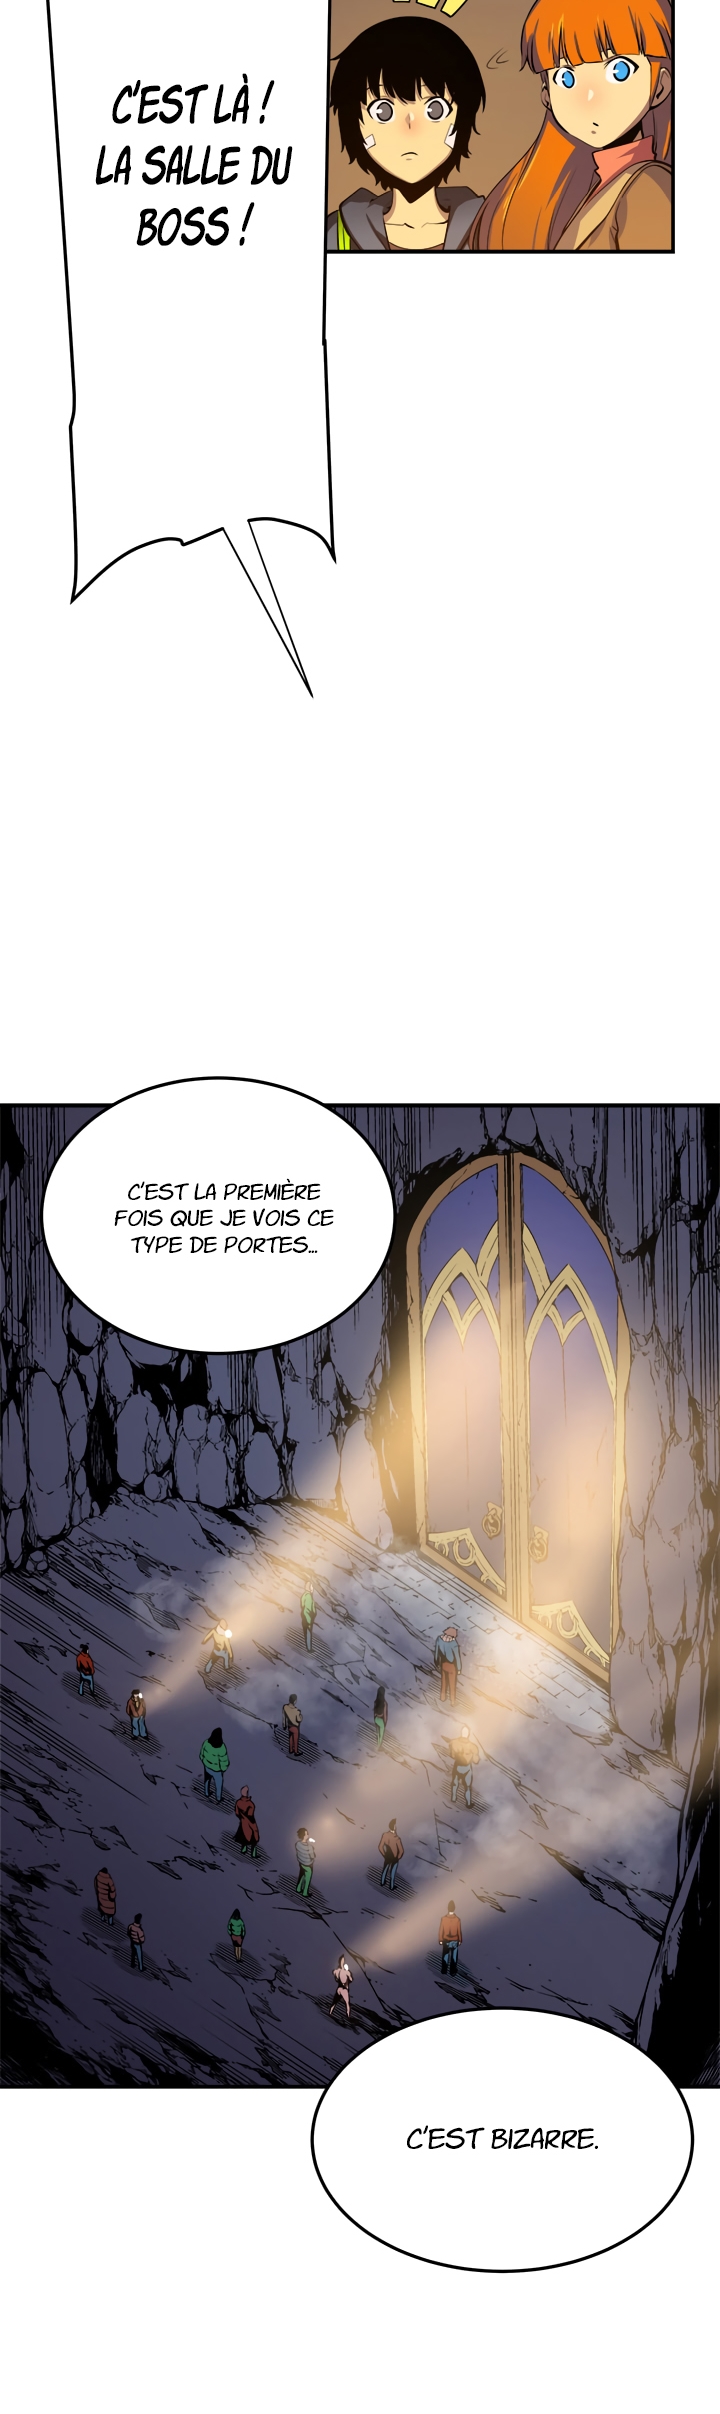 C'EST LÀ !
LA SALLE DU
BOSS !
C'EST LA PREMIÈRE
FOIS QUE JE VOIS CE
TYPE DE PORTES...
C'EST BIZARRE.